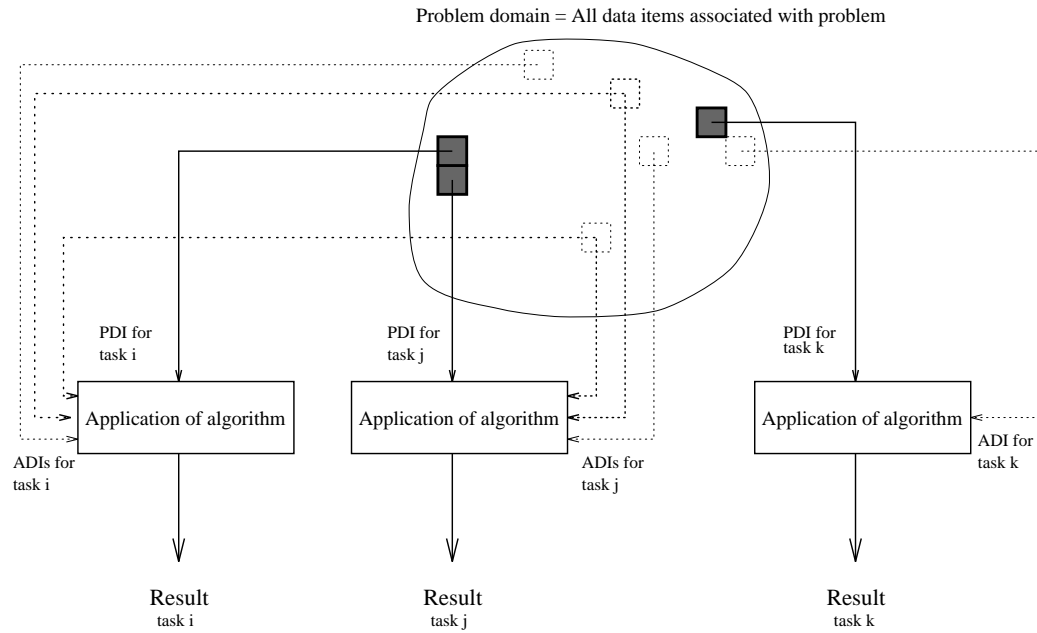 Problem domain = All data items associated with problem
PDI for
task i
PDI for
task j
PDI for
task k
Application of algorithm
Application of algorithm
Application of algorithm
ADIs for
task i
ADIs for
task j
ADI for
task k
Result
task i
Result
task j
Result
task k